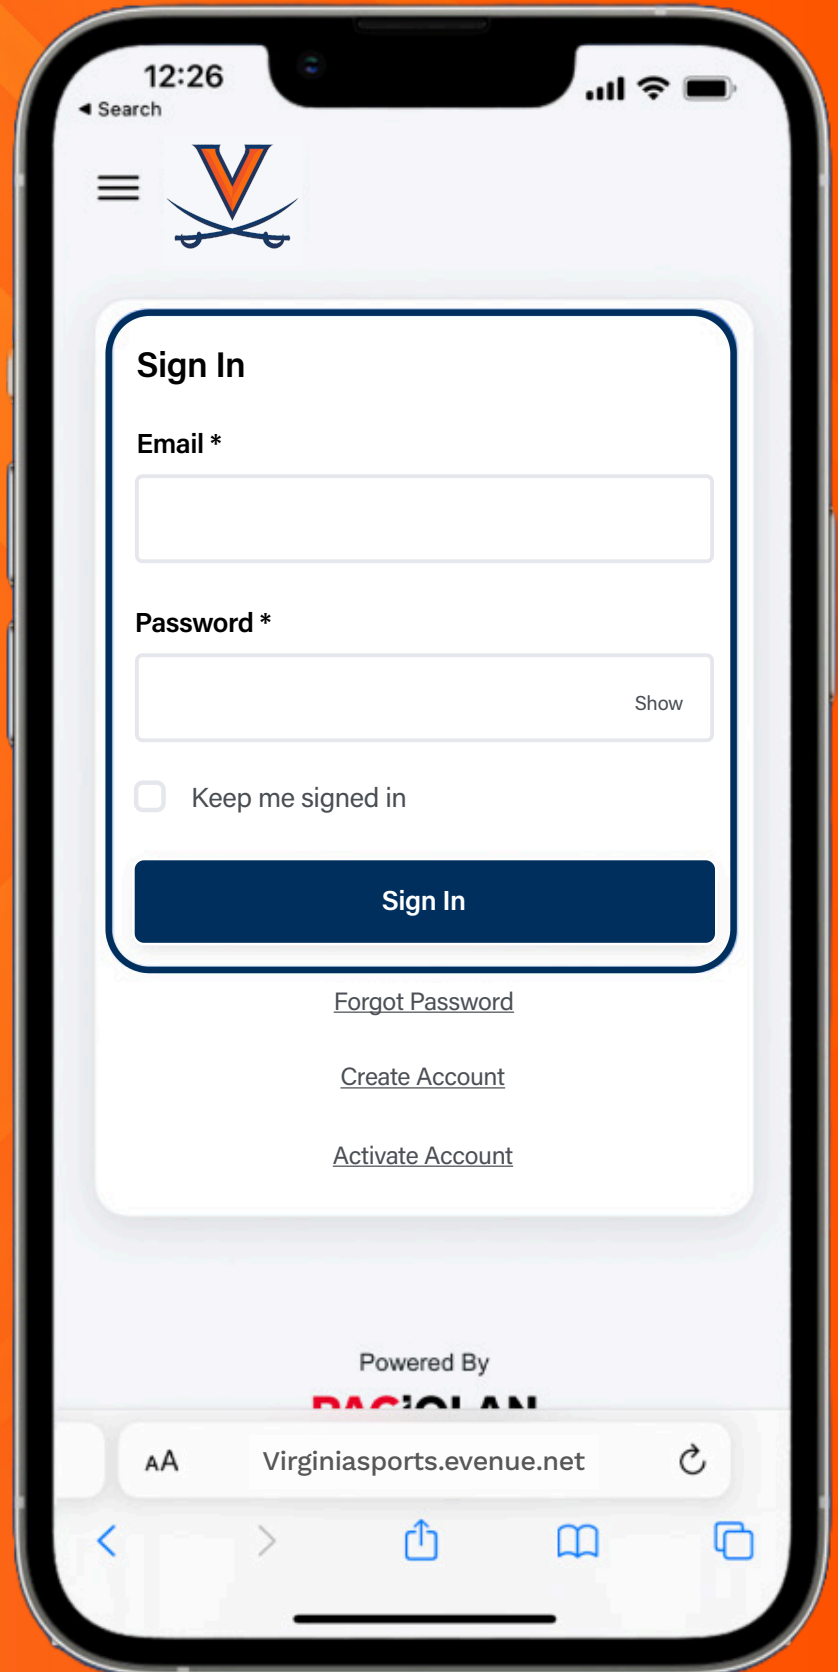 12:26
◀ Search
V
Sign In
Email *
Password *
Show
Keep me signed in
Sign In
Forgot Password
Create Account
Activate Account
Powered By
PACIOLAN
AA
Virginiasports.evenue.net